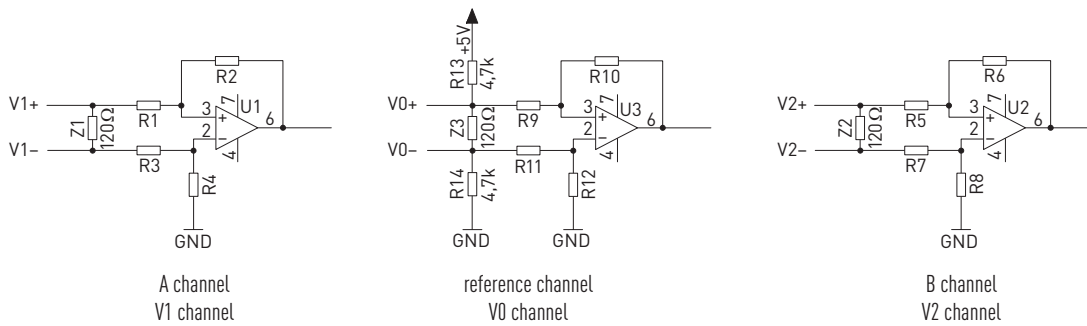 V1+
V1−
Z1
120Ω
R1
R3
R2
R4
3
2
+
−
7
4
U1
6
GND
A channel
V1 channel
+5V
R13
4,7k
V0+
V0−
Z3
120Ω
R14
4,7k
GND
R9
R11
R10
R12
3
2
+
−
7
4
U3
6
GND
reference channel
V0 channel
V2+
V2−
Z2
120Ω
R5
R7
R6
R8
3
2
+
−
7
4
U2
6
GND
B channel
V2 channel